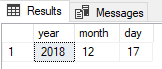 Results Messages
year month day
1 2018 12 17